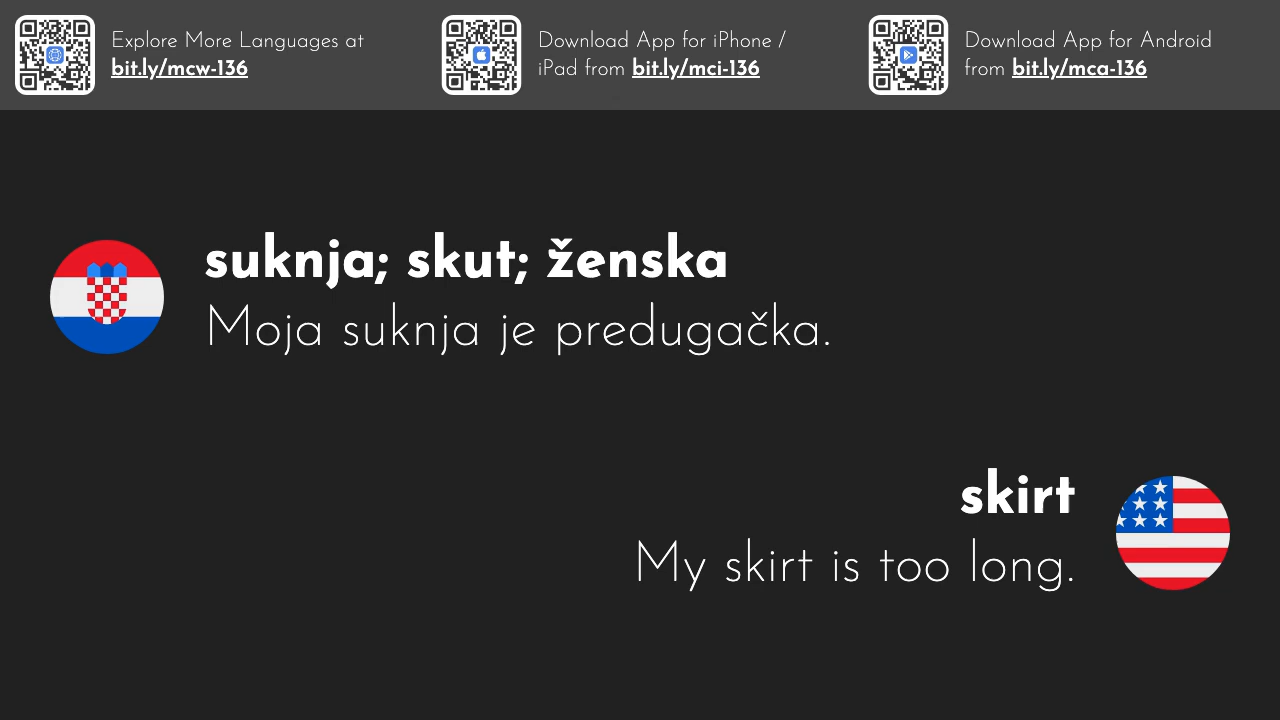 Explore More Languages at
bit.ly/mcw-136
Download App for iPhone /
iPad from bit.ly/mci-136
Download App for Android
from bit.ly/mca-136
suknja; skut; ženska
Moja suknja je predugačka.
skirt
My skirt is too long.